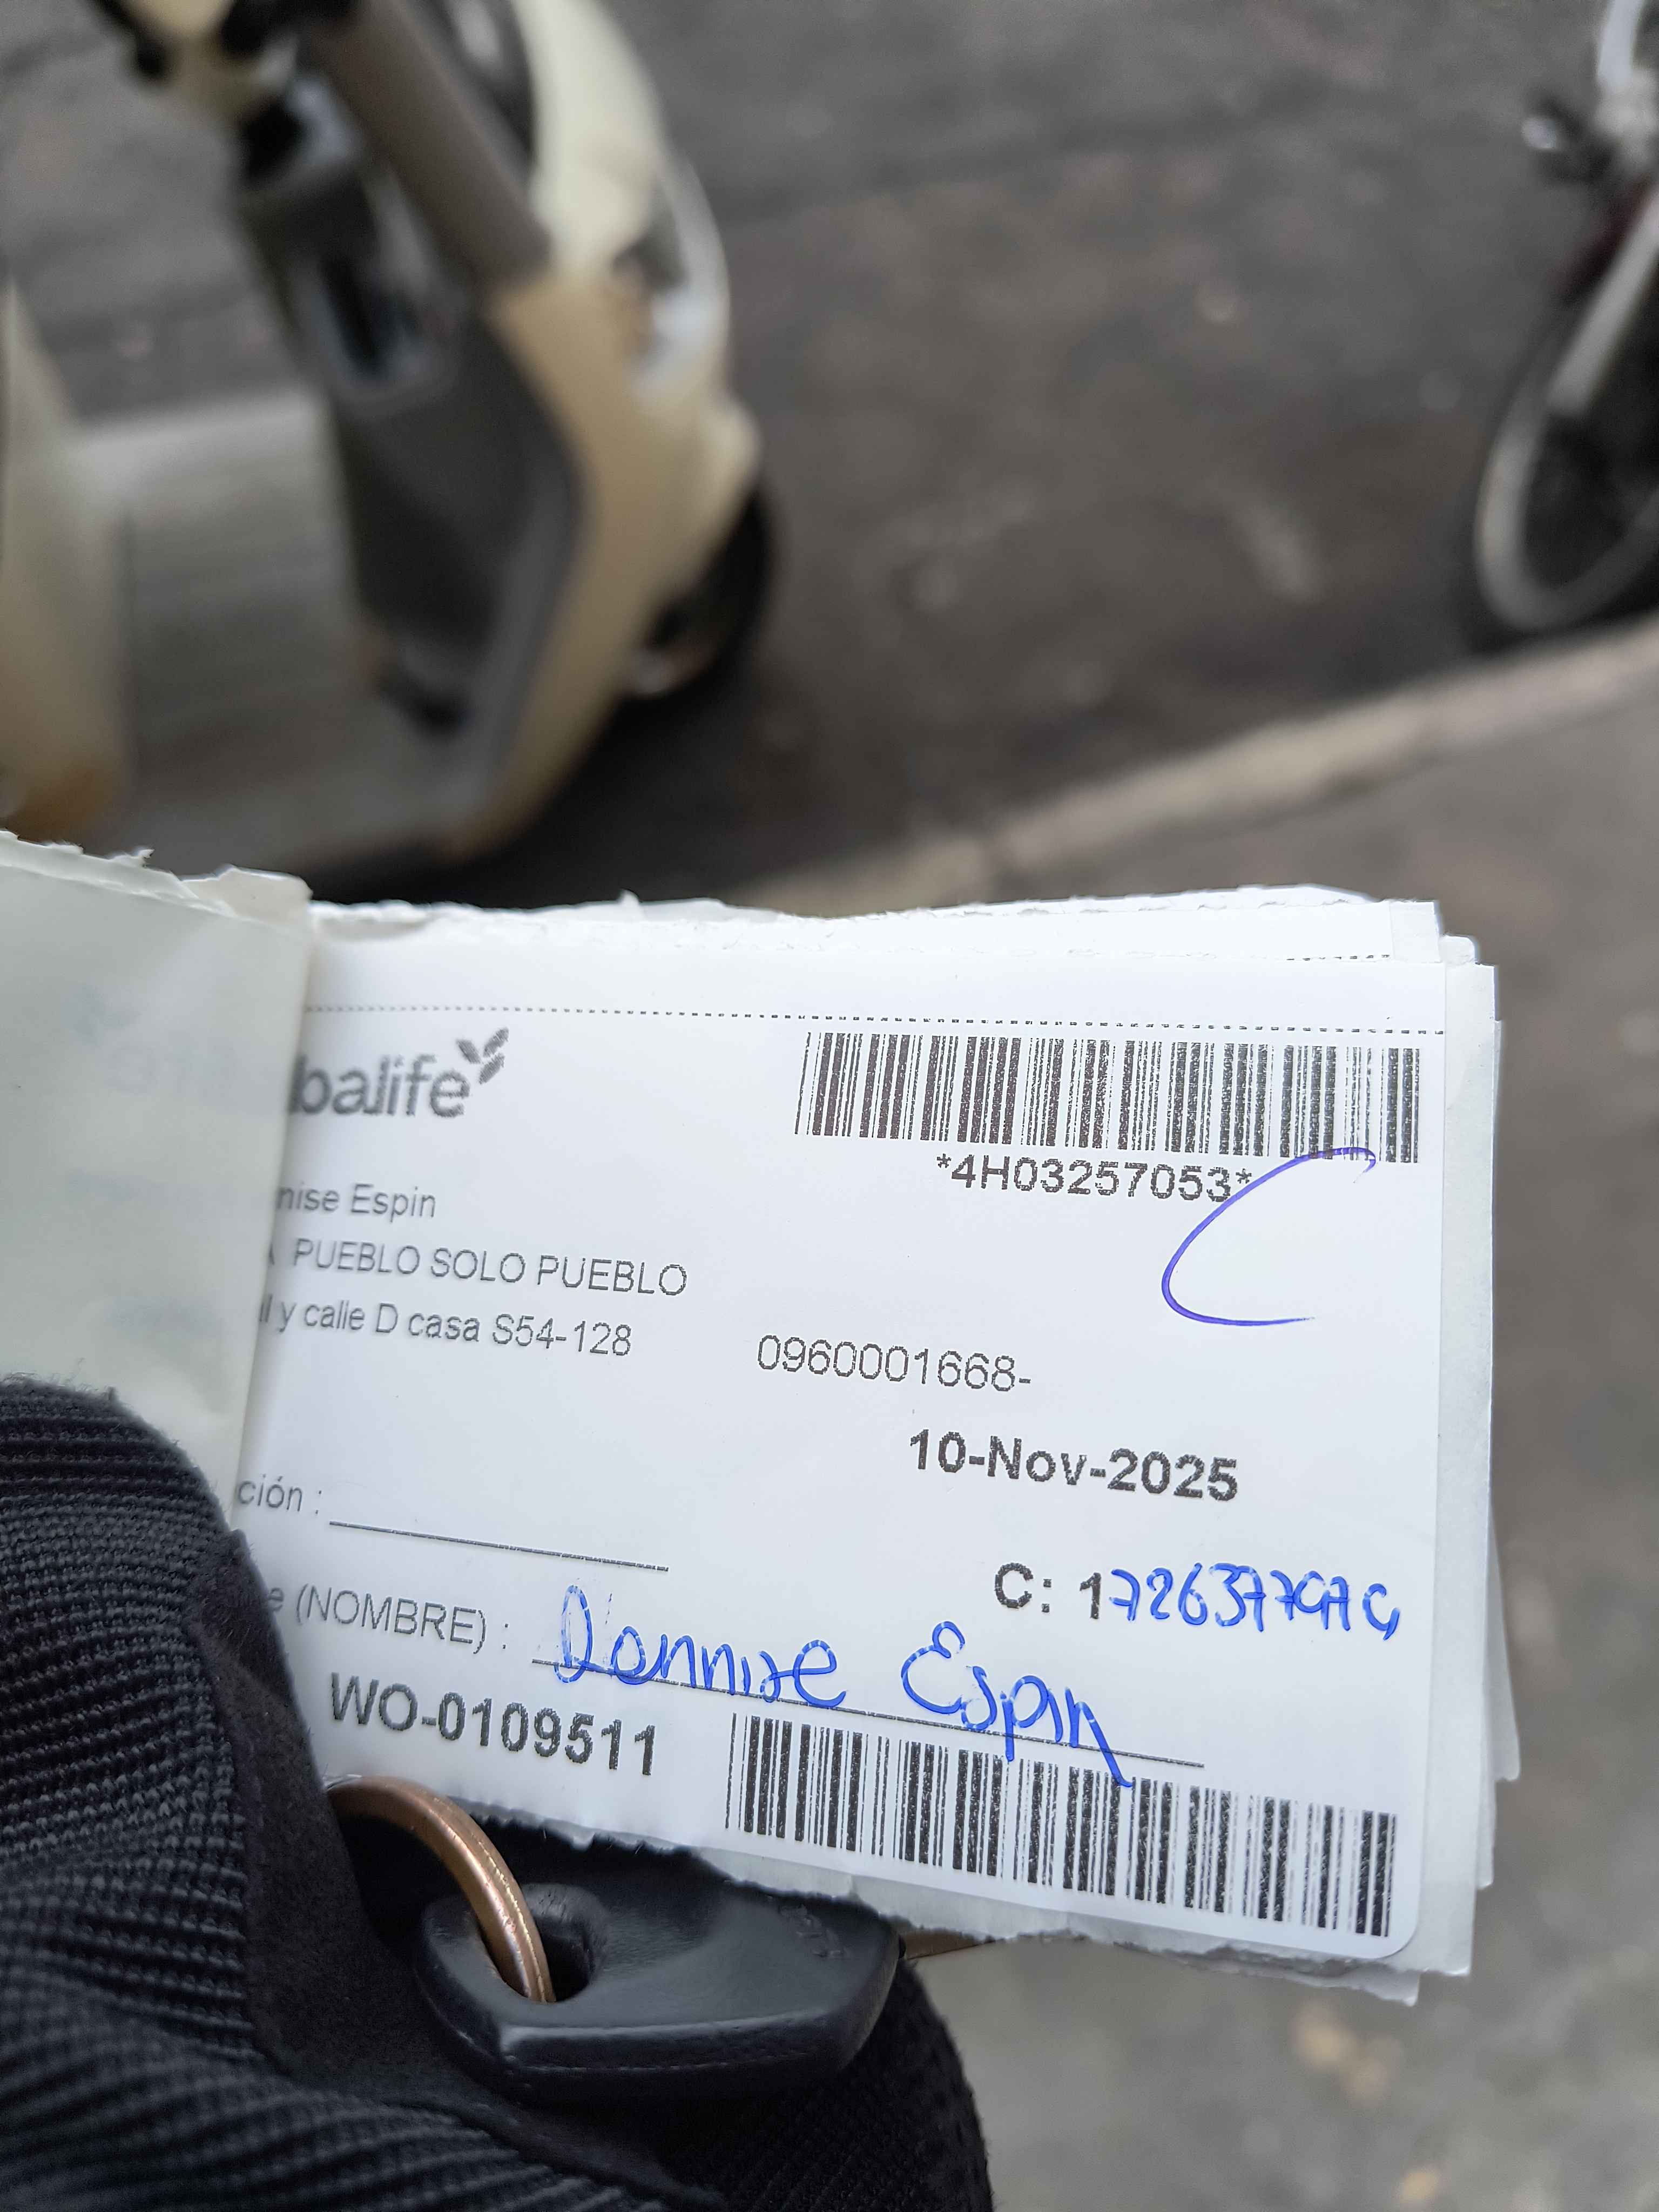 balife
*4H03257053*
nise Espin
PUEBLO SOLO PUEBLO
y calle D casa S54-128
0960001668-
10-Nov-2025
ción :
C: 1726377
e (NOMBRE) : Dennise Espin
WO-0109511